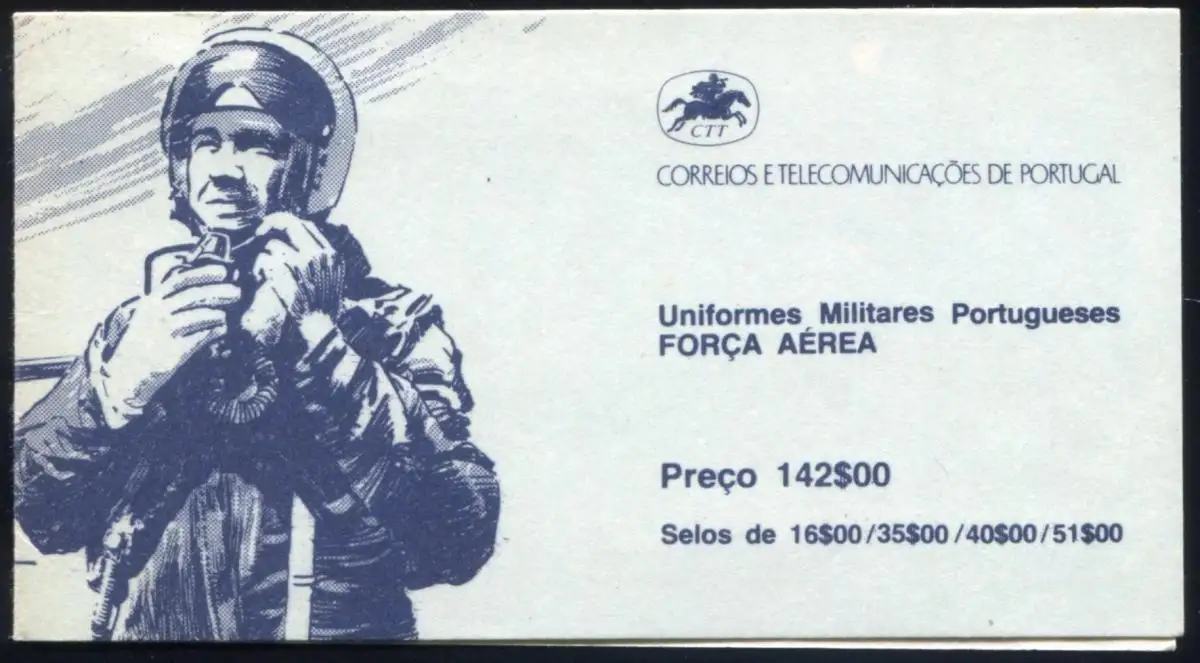 CTT
CORREIOS E TELECOMUNICAÇÕES DE PORTUGAL
Uniformes Militares Portugueses
FORÇA AÉREA
Preço 142$00
Selos de 16$00/35$00/40$00/51$00